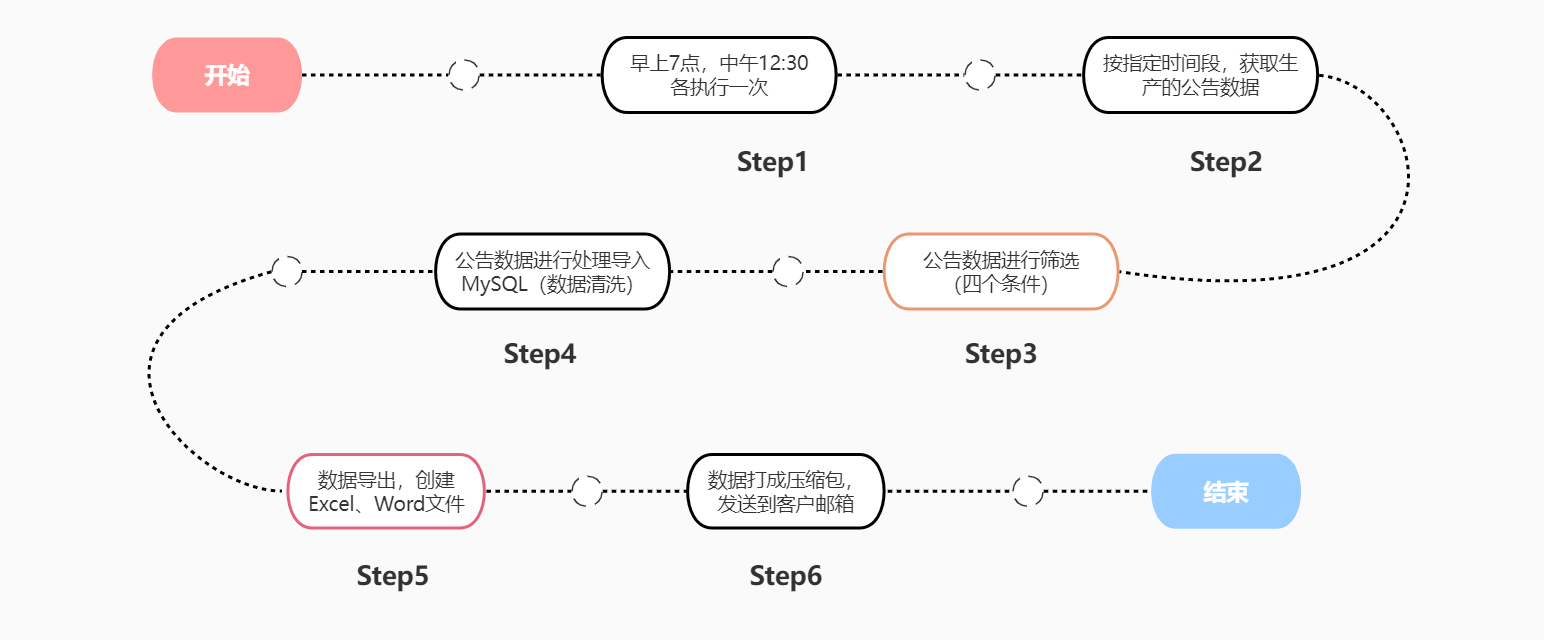 开始
早上7点，中午12:30
各执行一次
按指定时间段，获取生
产的公告数据
Step1
Step2
公告数据进行筛选
（四个条件）
公告数据进行处理导入
MySQL（数据清洗）
Step3
Step4
数据导出，创建
Excel、Word文件
数据打成压缩包，
发送到客户邮箱
结束
Step5
Step6